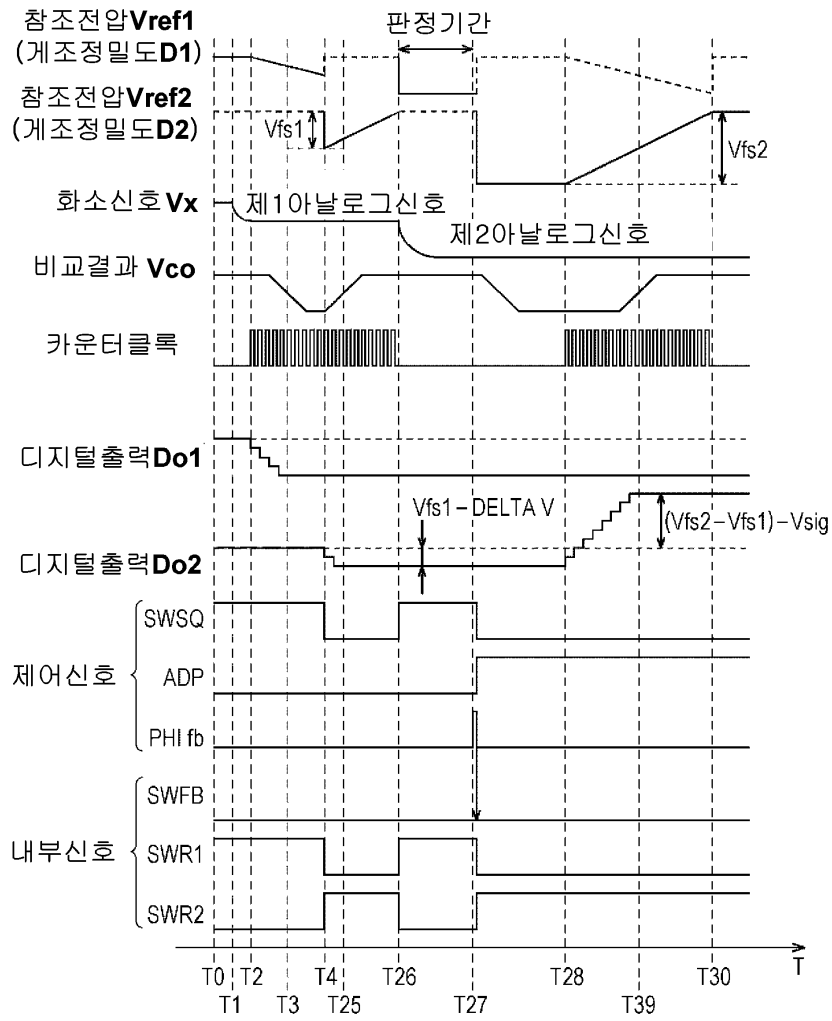 참조전압Vref1
(게조정밀도D1)
판정기간
참조전압Vref2
(게조정밀도D2)
Vfs1
Vfs2
화소신호 Vx
제1아날로그신호
제2아날로그신호
비교결과 Vco
카운터클록
디지털출력Do1
Vfs1-DELTA V
(Vfs2-Vfs1)-Vsig
디지털출력Do2
제어신호
SWSQ
ADP
PHI fb
내부신호
SWFB
SWR1
SWR2
T
T0 T2 T4 T26 T28 T30
T1 T3 T25 T27 T39